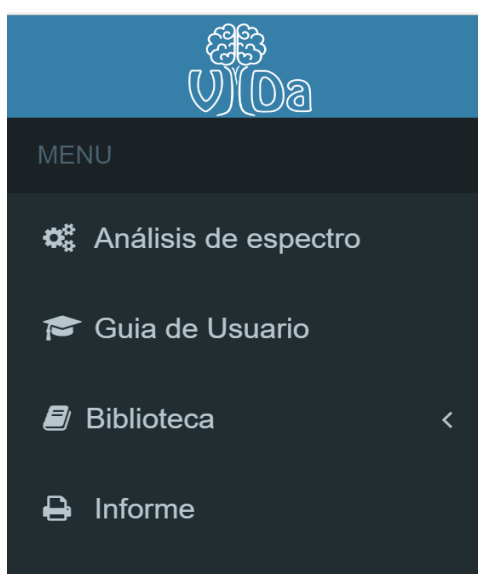 VIDa
MENU
Análisis de espectro
Guia de Usuario
Biblioteca
Informe